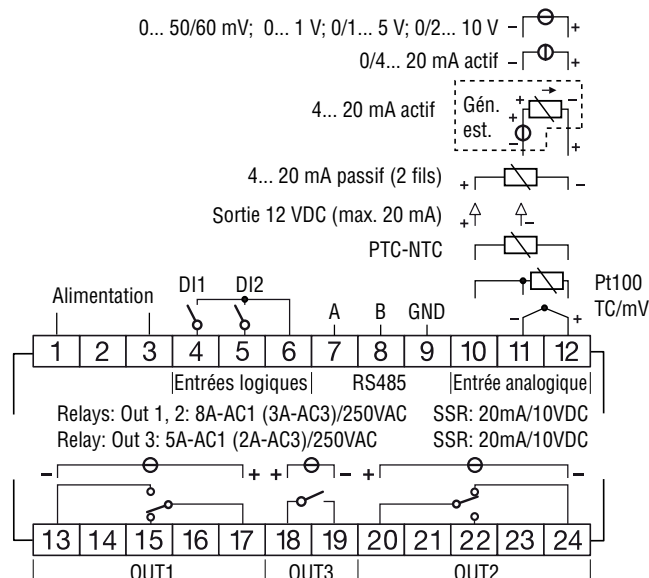 0... 50/60 mV; 0... 1 V; 0/1... 5 V; 0/2... 10 V - +
0/4... 20 mA actif - +
4... 20 mA actif
Gén. est.
+ + -
- +
4... 20 mA passif (2 fils) + -
Sortie 12 VDC (max. 20 mA) + -
PTC-NTC
Pt100
TC/mV
- +
Alimentation DI1 DI2 A B GND
1 2 3 4 5 6 7 8 9 10 11 12
Entrées logiques RS485 Entrée analogique
Relays: Out 1, 2: 8A-AC1 (3A-AC3)/250VAC SSR: 20mA/10VDC
Relay: Out 3: 5A-AC1 (2A-AC3)/250VAC SSR: 20mA/10VDC
- + + - + -
13 14 15 16 17 18 19 20 21 22 23 24
OUT1 OUT3 OUT2